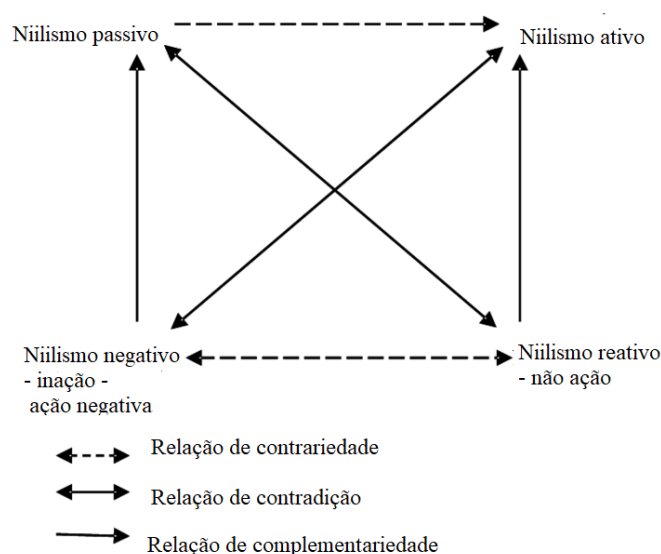 Niilismo passivo
Niilismo ativo
Niilismo negativo
- inação -
ação negativa
Niilismo reativo
- não ação
Relação de contrariedade
Relação de contradição
Relação de complementariedade